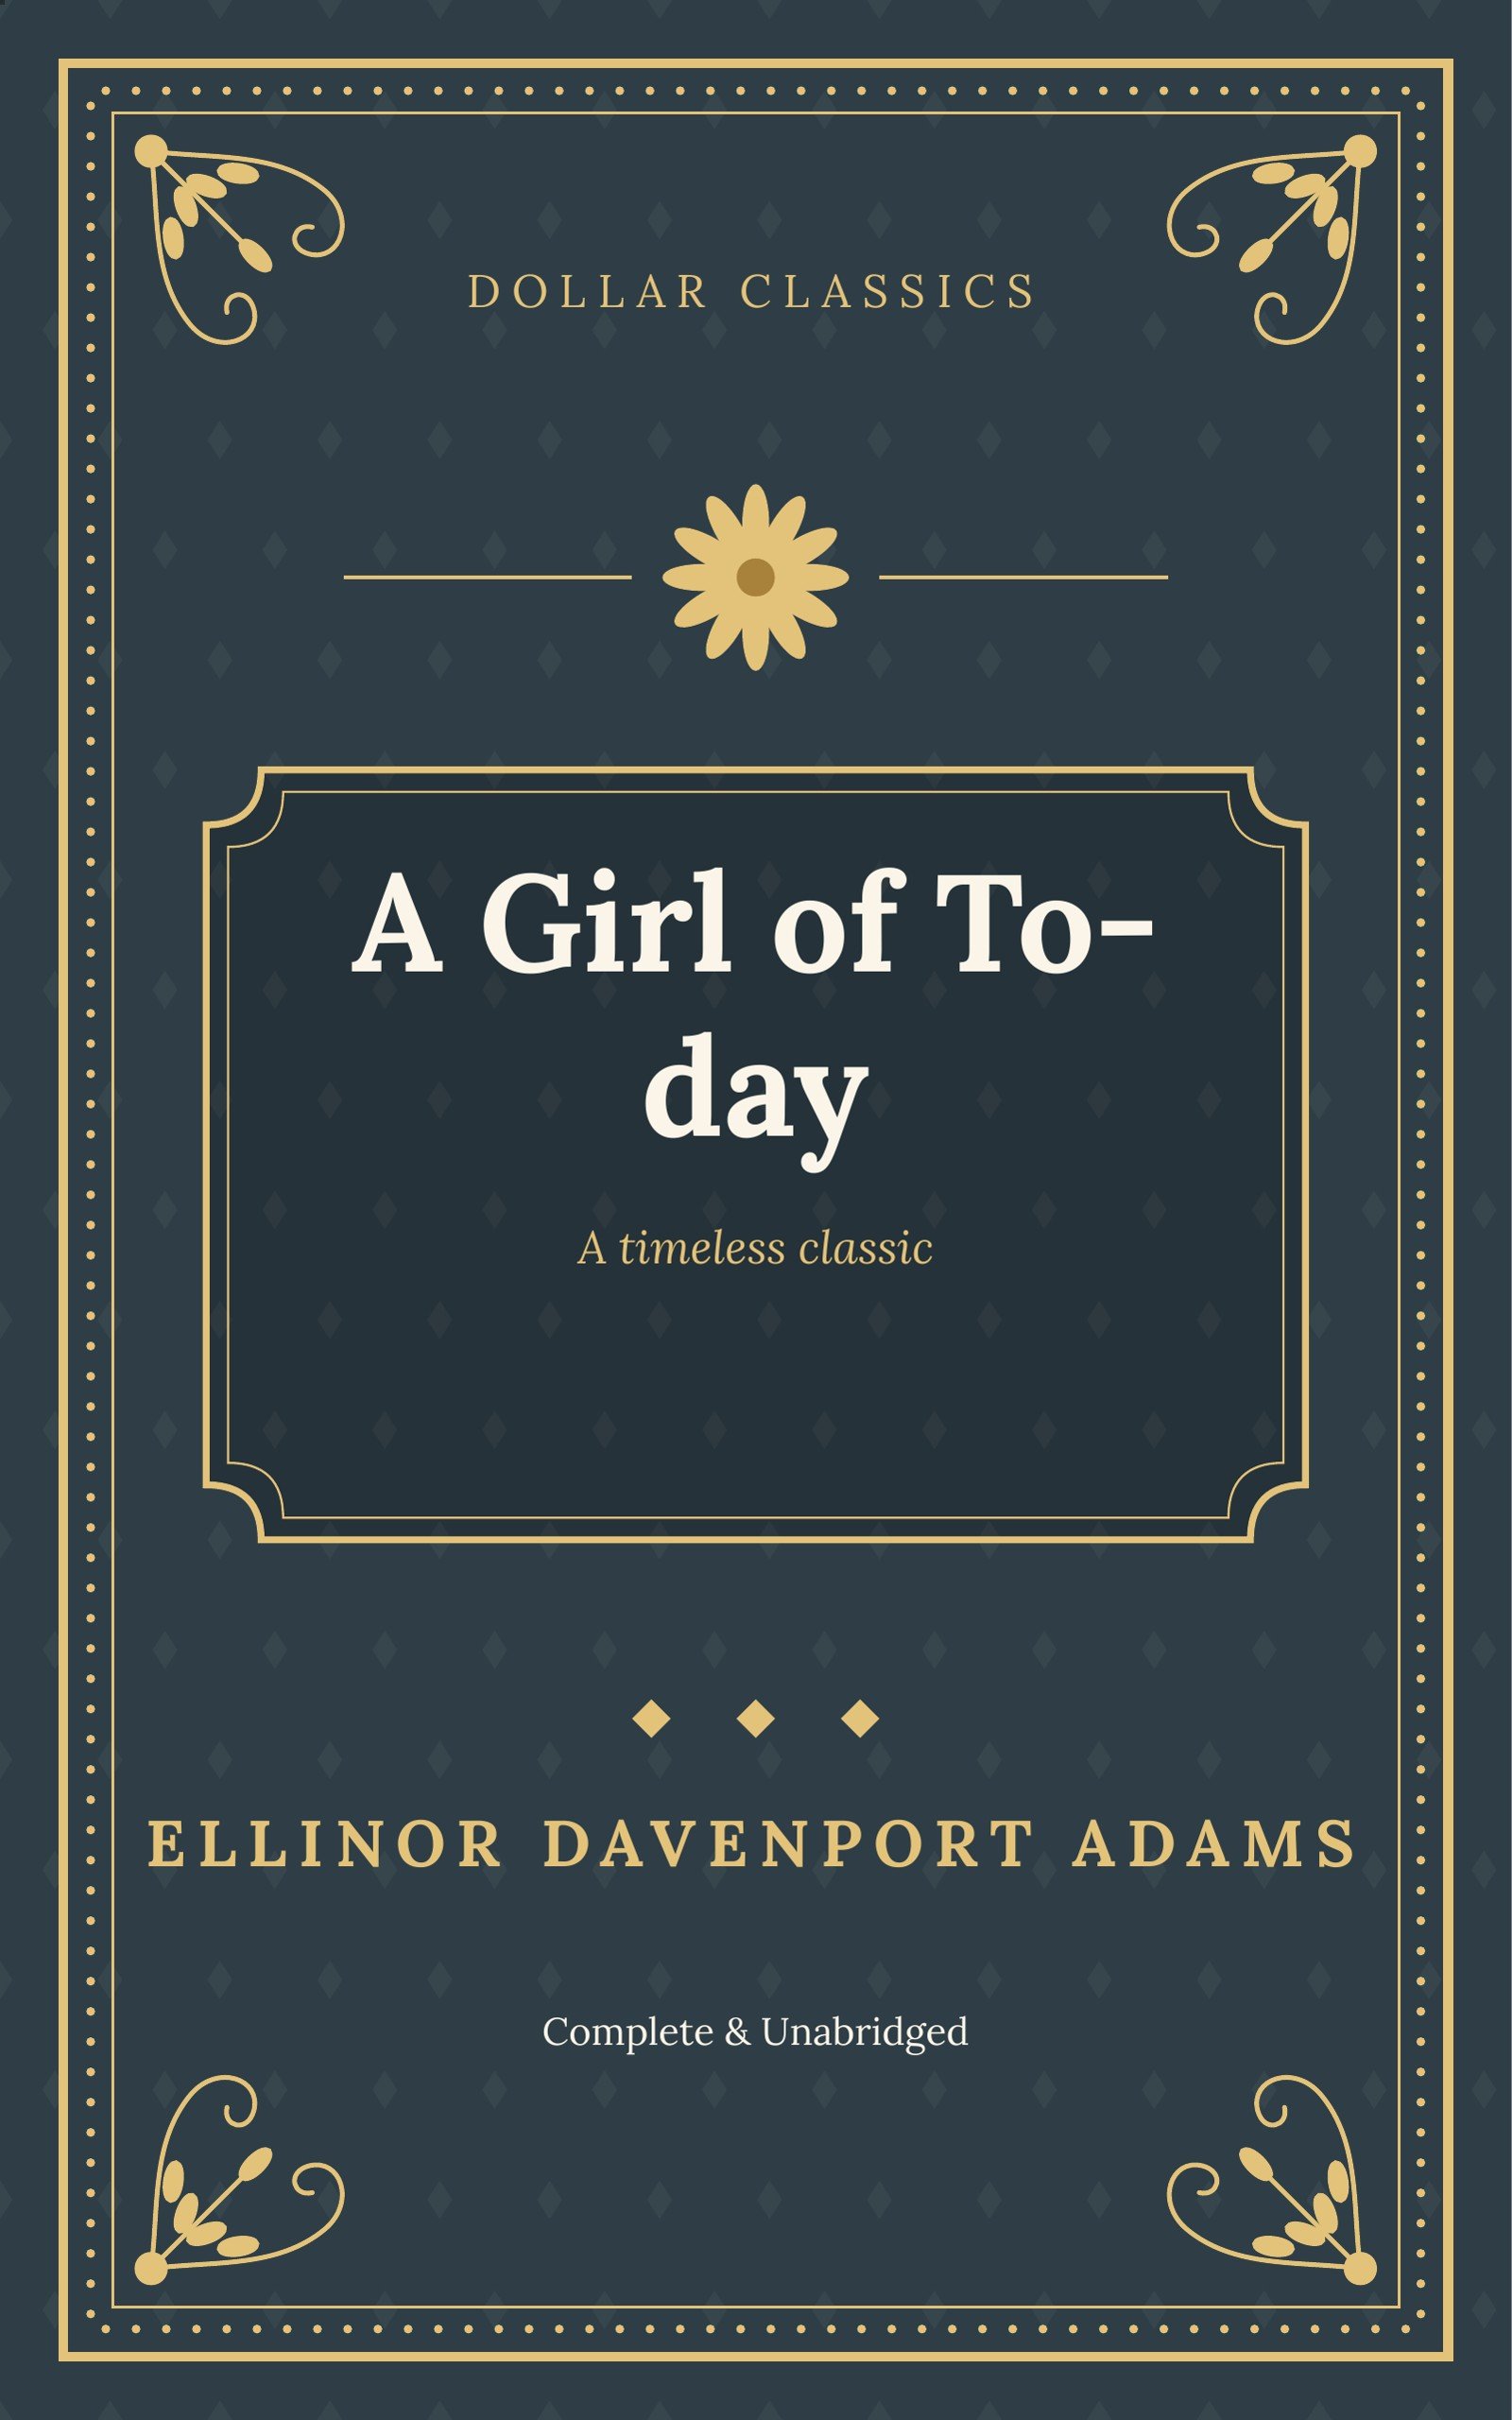 DOLLAR CLASSICS
A Girl of To-
day
A timeless classic
ELLINOR DAVENPORT ADAMS
Complete & Unabridged